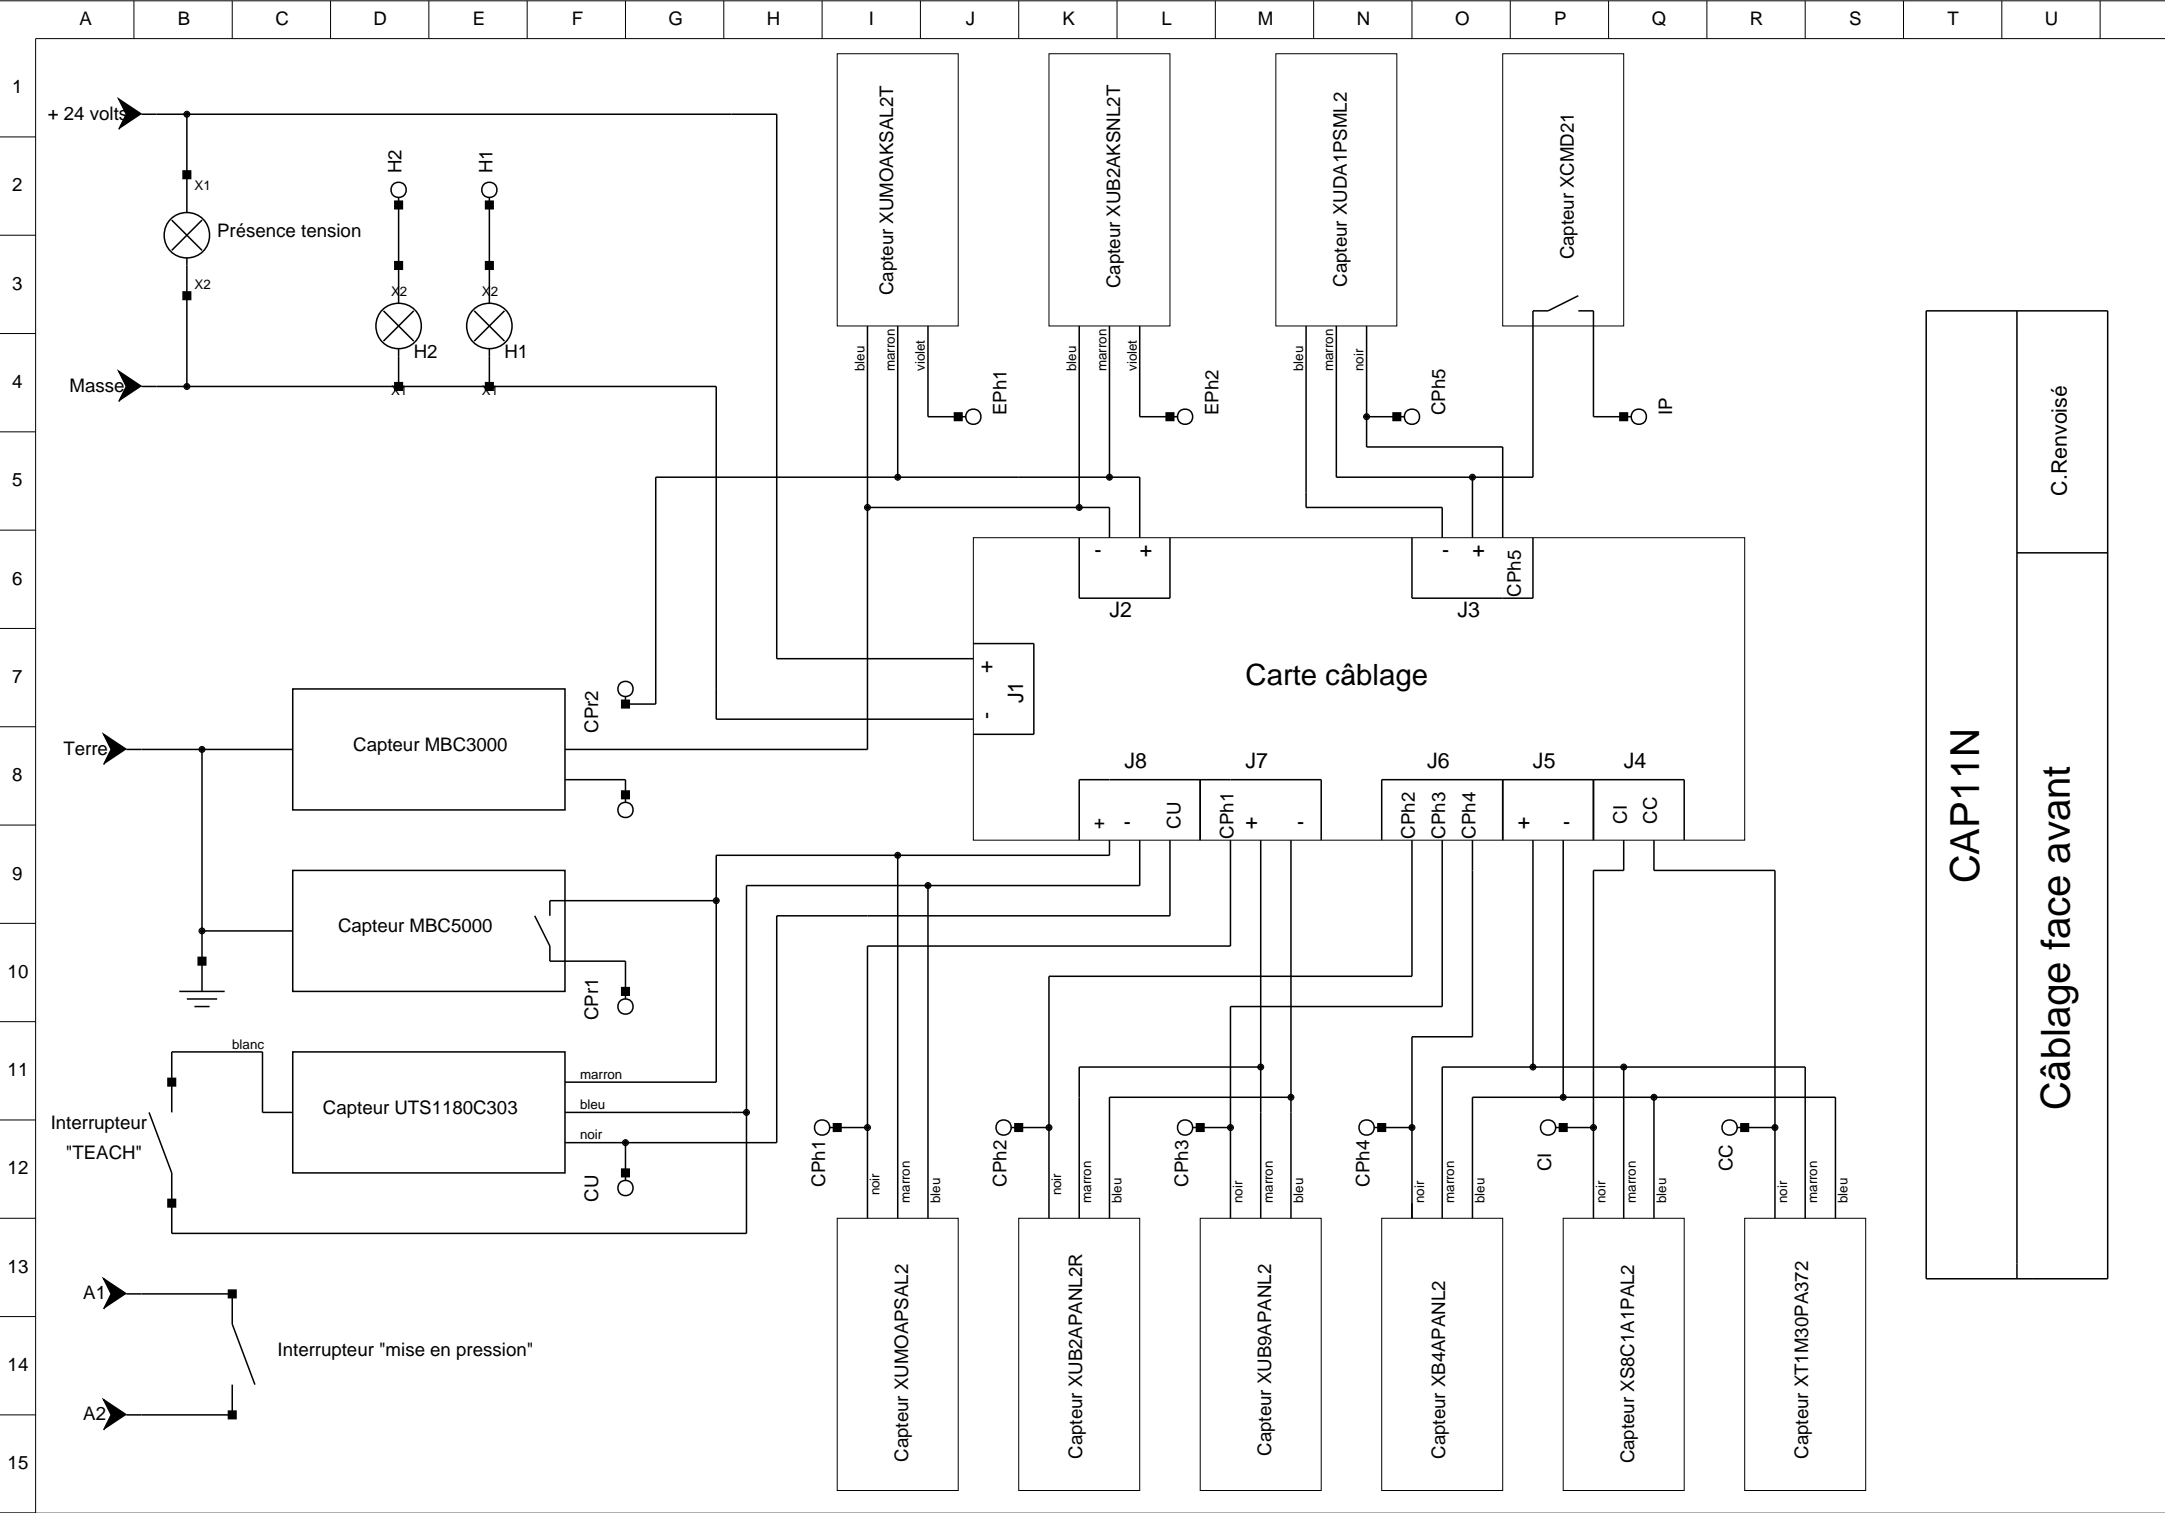 A B C D E F G H I J K L M N O P Q R S T U
1
2
3
4
5
6
7
8
9
10
11
12
13
14
15
+ 24 volts
X1
Présence tension
X2
H2
H1
X2
X2
H2
H1
X1
X1
Masse
Capteur XUMOAKSAL2T
bleu
marron
violet
EPh1
Capteur XUB2AKSNL2T
bleu
marron
violet
EPh2
Capteur XUDA1PSML2
bleu
marron
noir
CPh5
Capteur XCMD21
IP
- +
J2
- + CPh5
J3
+
-
J1
Carte câblage
Terre
Capteur MBC3000
CPr2
Capteur MBC5000
CPr1
blanc
Capteur UTS1180C303
marron
bleu
noir
CU
Interrupteur
"TEACH"
A1
Interrupteur "mise en pression"
A2
J8
+ - CU
J7
CPh1 + -
J6
CPh2 CPh3 CPh4
J5
+ -
J4
CI CC
CPh1
noir
marron
bleu
Capteur XUMOAPSAL2
CPh2
noir
marron
bleu
Capteur XUB2APANL2R
CPh3
noir
marron
bleu
Capteur XUB9APANL2
CPh4
noir
marron
bleu
Capteur XB4APANL2
CI
noir
marron
bleu
Capteur XS8C1A1PAL2
CC
noir
marron
bleu
Capteur XT1M30PA372
CAP11N
C.Renvoisé
Câblage face avant